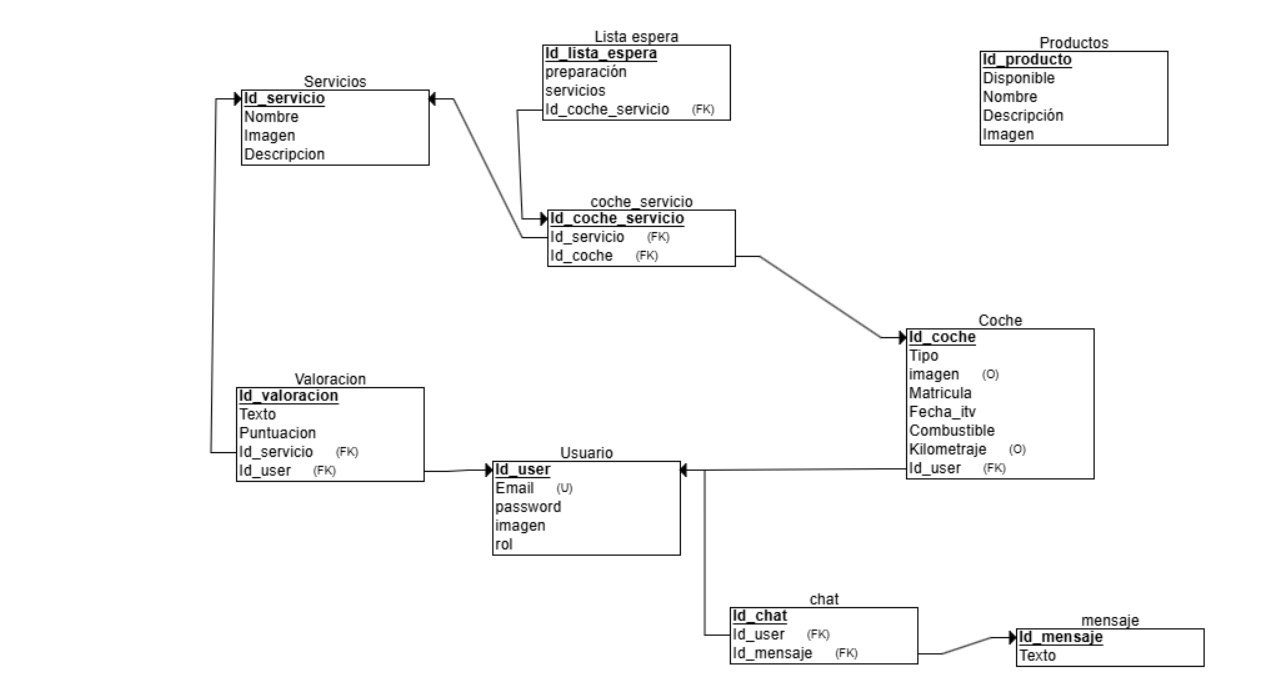 Lista espera
Id_lista_espera
preparación
servicios
Id_coche_servicio (FK)
Productos
Id_producto
Disponible
Nombre
Descripción
Imagen
Servicios
Id_servicio
Nombre
Imagen
Descripcion
coche_servicio
Id_coche_servicio
Id_servicio (FK)
Id_coche (FK)
Coche
Id_coche
Tipo
imagen (O)
Matricula
Fecha_itv
Combustible
Kilometraje (O)
Id_user (FK)
Valoracion
Id_valoracion
Texto
Puntuacion
Id_servicio (FK)
Id_user (FK)
Usuario
Id_user
Email (U)
password
imagen
rol
chat
Id_chat
Id_user (FK)
Id_mensaje (FK)
mensaje
Id_mensaje
Texto